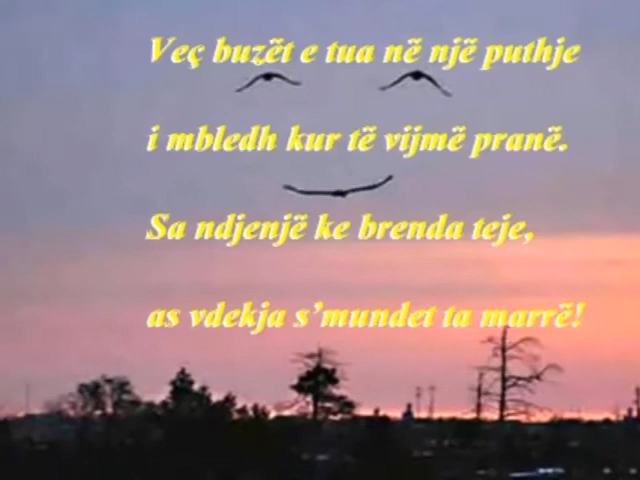 Veç buzët e tua në një puthje
i mbledh kur të vijmë pranë.
Sa ndjenjë ke brenda teje,
as vdekja s’mundet ta marrë!